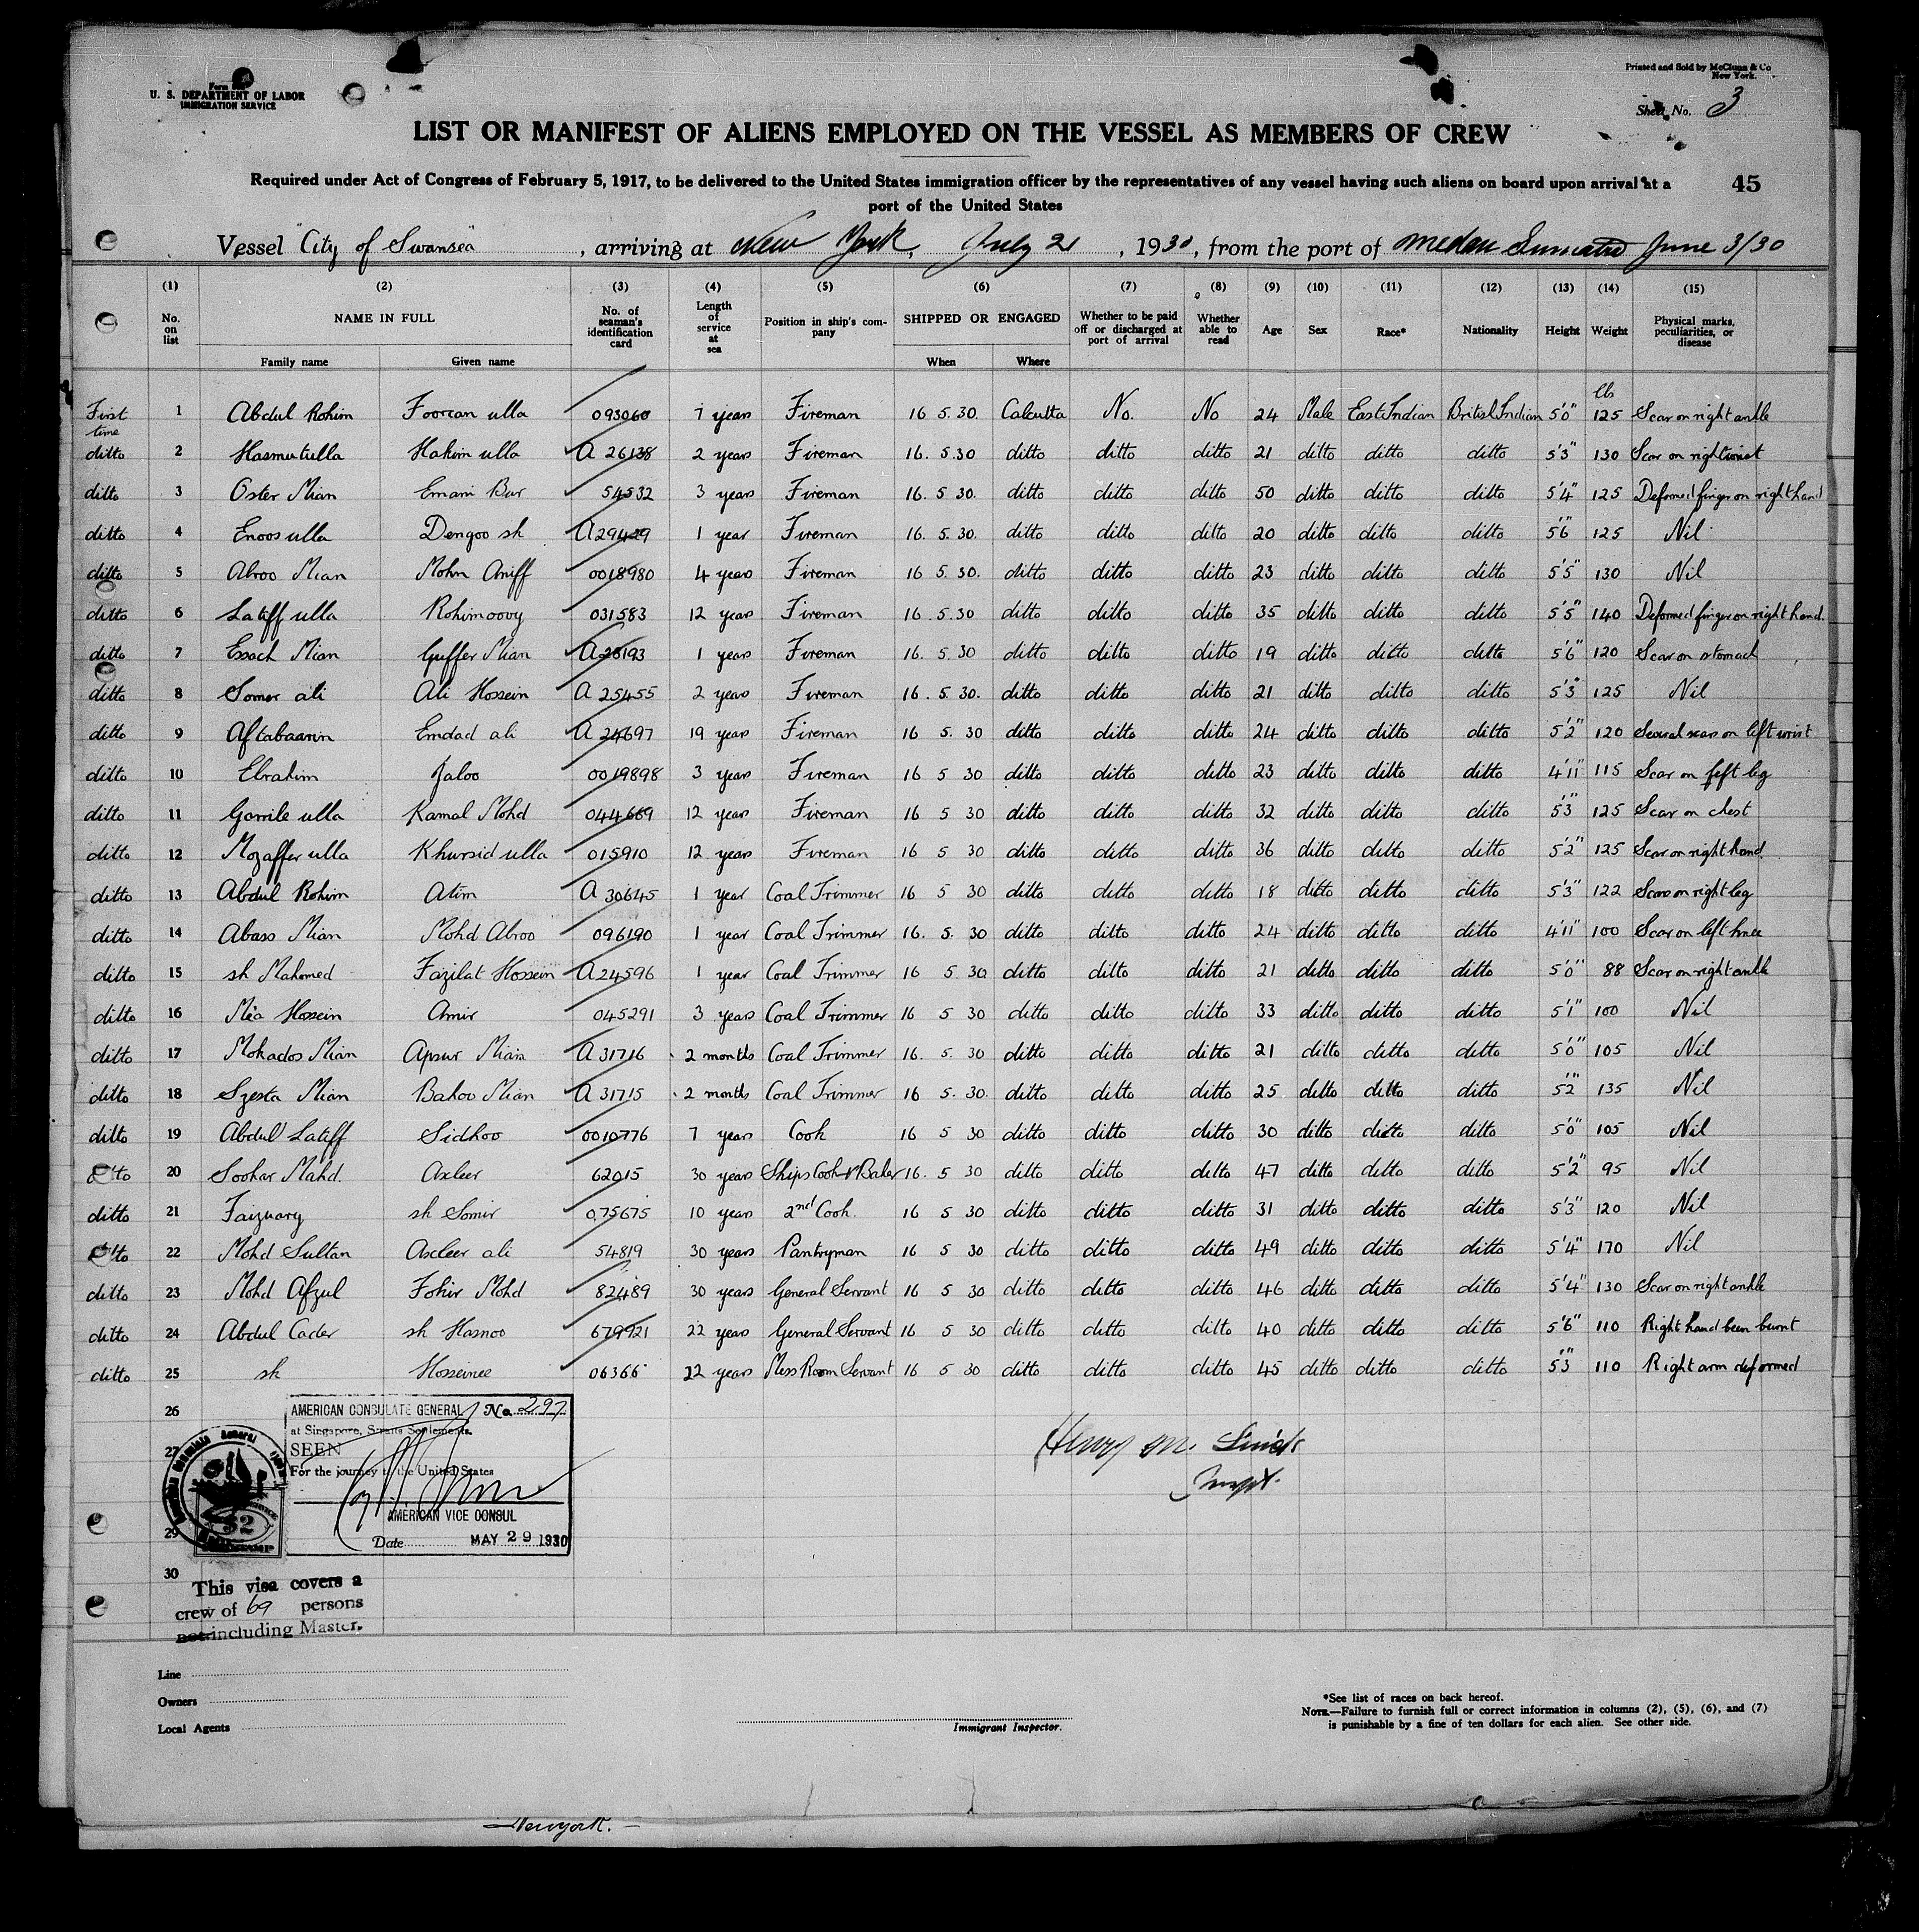 Form
U. S. DEPARTMENT OF LABOR
IMMIGRATION SERVICE
Printed and Sold by McClunn & Co
New York.
Sheet No. 3
LIST OR MANIFEST OF ALIENS EMPLOYED ON THE VESSEL AS MEMBERS OF CREW
Required under Act of Congress of February 5, 1917, to be delivered to the United States immigration officer by the representatives of any vessel having such aliens on board upon arrival at a
port of the United States
45
Vessel "City of Swansea", arriving at New York, July 21, 1930, from the port of Medan Sumatra June 3/30
(1) (2) (3) (4) (5) (6) (7) (8) (9) (10) (11) (12) (13) (14) (15)
No. on list NAME IN FULL Family name Given name No. of seaman's identification card Length of service at sea Position in ship's company SHIPPED OR ENGAGED When Where Whether to be paid off or discharged at port of arrival Whether able to read Age Sex Race* Nationality Height Weight Physical marks, peculiarities, or disease
lb
First time 1 Abdul Rohim Foorcan ulla 093060 7 years Fireman 16 5.30. Calcutta No. No 24 Male East Indian British Indian 5'0" 125 Scar on right ankle
ditto 2 Hasmutulla Hakim ulla A 26138 2 years Fireman 16. 5.30 ditto ditto ditto 21 ditto ditto ditto 5'3" 130 Scar on right wrist
ditto 3 Oster Mian Emani Bur 54532 3 years Fireman 16. 5 30. ditto ditto ditto 50 ditto ditto ditto 5'4" 125 Deformed finger on right hand
ditto 4 Enoos ulla Dengoo sh A 29429 1 year Fireman 16. 5. 30. ditto ditto ditto 20 ditto ditto ditto 5'6" 125 Nil
ditto 5 Abroo Mian Mohn Aniff 0018980 4 years Fireman 16 5. 30. ditto ditto ditto 23 ditto ditto ditto 5'5" 130 Nil
ditto 6 Latiff ulla Rohimoovy 031583 12 years Fireman 16.5.30 ditto ditto ditto 35 ditto ditto ditto 5'5" 140 Deformed finger on right hand.
ditto 7 Essack Mian Guffer Mian A 28193 1 years Fireman 16. 5. 30 ditto ditto ditto 19 ditto ditto ditto 5'6" 120 Scar on stomach
ditto 8 Somer ali Ali Hossein A 25455 2 years Fireman 16. 5. 30. ditto ditto ditto 21 ditto ditto ditto 5'3" 125 Nil
ditto 9 Aftabaarin Emdad ali A 24697 19 years Fireman 16 5. 30 ditto ditto ditto 24 ditto ditto ditto 5'2" 120 Several scars on left wrist
ditto 10 Ebrahim Jaloo 0019898 3 years Fireman 16 5 30 ditto ditto ditto 23 ditto ditto ditto 4'11" 115 Scar on left leg
ditto 11 Gorrile ulla Kamal Mohd 044669 12 years Fireman 16 5 30 ditto ditto ditto 32 ditto ditto ditto 5'3" 125 Scar on chest
ditto 12 Mozaffer ulla Khursid ulla 015910 12 years Fireman 16 5 30 ditto ditto ditto 36 ditto ditto ditto 5'2" 125 Scar on right hand.
ditto 13 Abdul Rohim Atim A 30645 1 year Coal Trimmer 16 5 30 ditto ditto ditto 18 ditto ditto ditto 5'3" 122 Scar on right leg
ditto 14 Abass Mian Mohd Abroo 096190 1 year Coal Trimmer 16. 5. 30 ditto ditto ditto 24 ditto ditto ditto 4'11" 100 Scar on left knee
ditto 15 sh Mahomed Fazilat Hossein A 24596 1 year Coal Trimmer 16 5 30 ditto ditto ditto 21 ditto ditto ditto 5'0" 88 Scar on right ankle
ditto 16 Mea Hossein Amir 045291 3 years Coal Trimmer 16 5 30 ditto ditto ditto 33 ditto ditto ditto 5'1" 100 Nil
ditto 17 Mokados Mian Apsur Mian A 31716 2 months Coal Trimmer 16. 5. 30 ditto ditto ditto 21 ditto ditto ditto 5'0" 105 Nil
ditto 18 Szesta Mian Bakoo Mian A 31715 2 months Coal Trimmer 16 5. 30. ditto ditto ditto 25 ditto ditto ditto 5'2" 135 Nil
ditto 19 Abdul Latiff Sidhoo 0010776 7 years Cook 16 5 30 ditto ditto ditto 30 ditto ditto ditto 5'0" 105 Nil
ditto 20 Sookar Mahd. Axleer 62015 30 years Ships Cook & Baker 16. 5 30 ditto ditto ditto 47 ditto ditto ditto 5'2" 95 Nil
ditto 21 Faizuary sh Somir 075675 10 years 2nd Cook. 16 5 30 ditto ditto ditto 31 ditto ditto ditto 5'3" 120 Nil
ditto 22 Mohd Sultan Axleer ali 54819 30 years Pantryman 16 5 30 ditto ditto ditto 49 ditto ditto ditto 5'4" 170 Nil
ditto 23 Mohd Afzul Fohir Mohd 82489 30 years General Servant 16 5 30 ditto ditto ditto 46 ditto ditto ditto 5'4" 130 Scar on right ankle
ditto 24 Abdul Cader sh Hasnoo 679921 22 years General Servant 16 5 30 ditto ditto ditto 40 ditto ditto ditto 5'6" 110 Right hand been burnt
ditto 25 sh Hosseinee 06366 22 years Mess Room Servant 16 5 30 ditto ditto ditto 45 ditto ditto ditto 5'3" 110 Right arm deformed
26
27
29
30
AMERICAN CONSULATE GENERAL No. 297
at Singapore, Straits Settlements.
SEEN
For the journey to the United States
AMERICAN VICE CONSUL
Date MAY 29 1930
Henry M.
Inspt.
This visa covers a
crew of 69 persons
not including Master.
Line
Owners
Local Agents
Immigrant Inspector.
*See list of races on back hereof.
NOTE.—Failure to furnish full or correct information in columns (2), (5), (6), and (7)
is punishable by a fine of ten dollars for each alien. See other side.
Newyork.